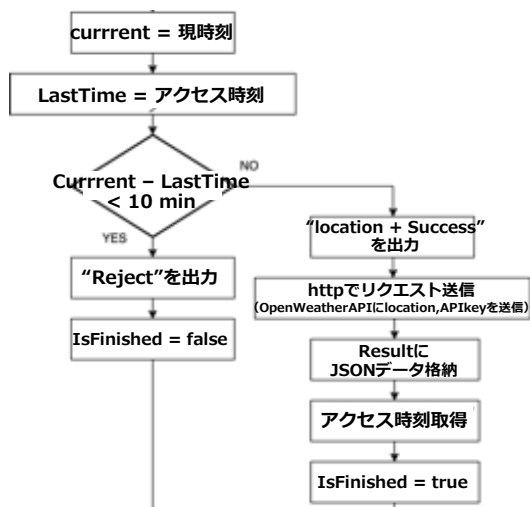 currrent = 現時刻
LastTime = アクセス時刻
Currrent – LastTime
< 10 min
NO
YES
“Reject”を出力
IsFinished = false
“location + Success”
を出力
httpでリクエスト送信
(OpenWeatherAPIにlocation,APIkeyを送信)
Resultに
JSONデータ格納
アクセス時刻取得
IsFinished = true